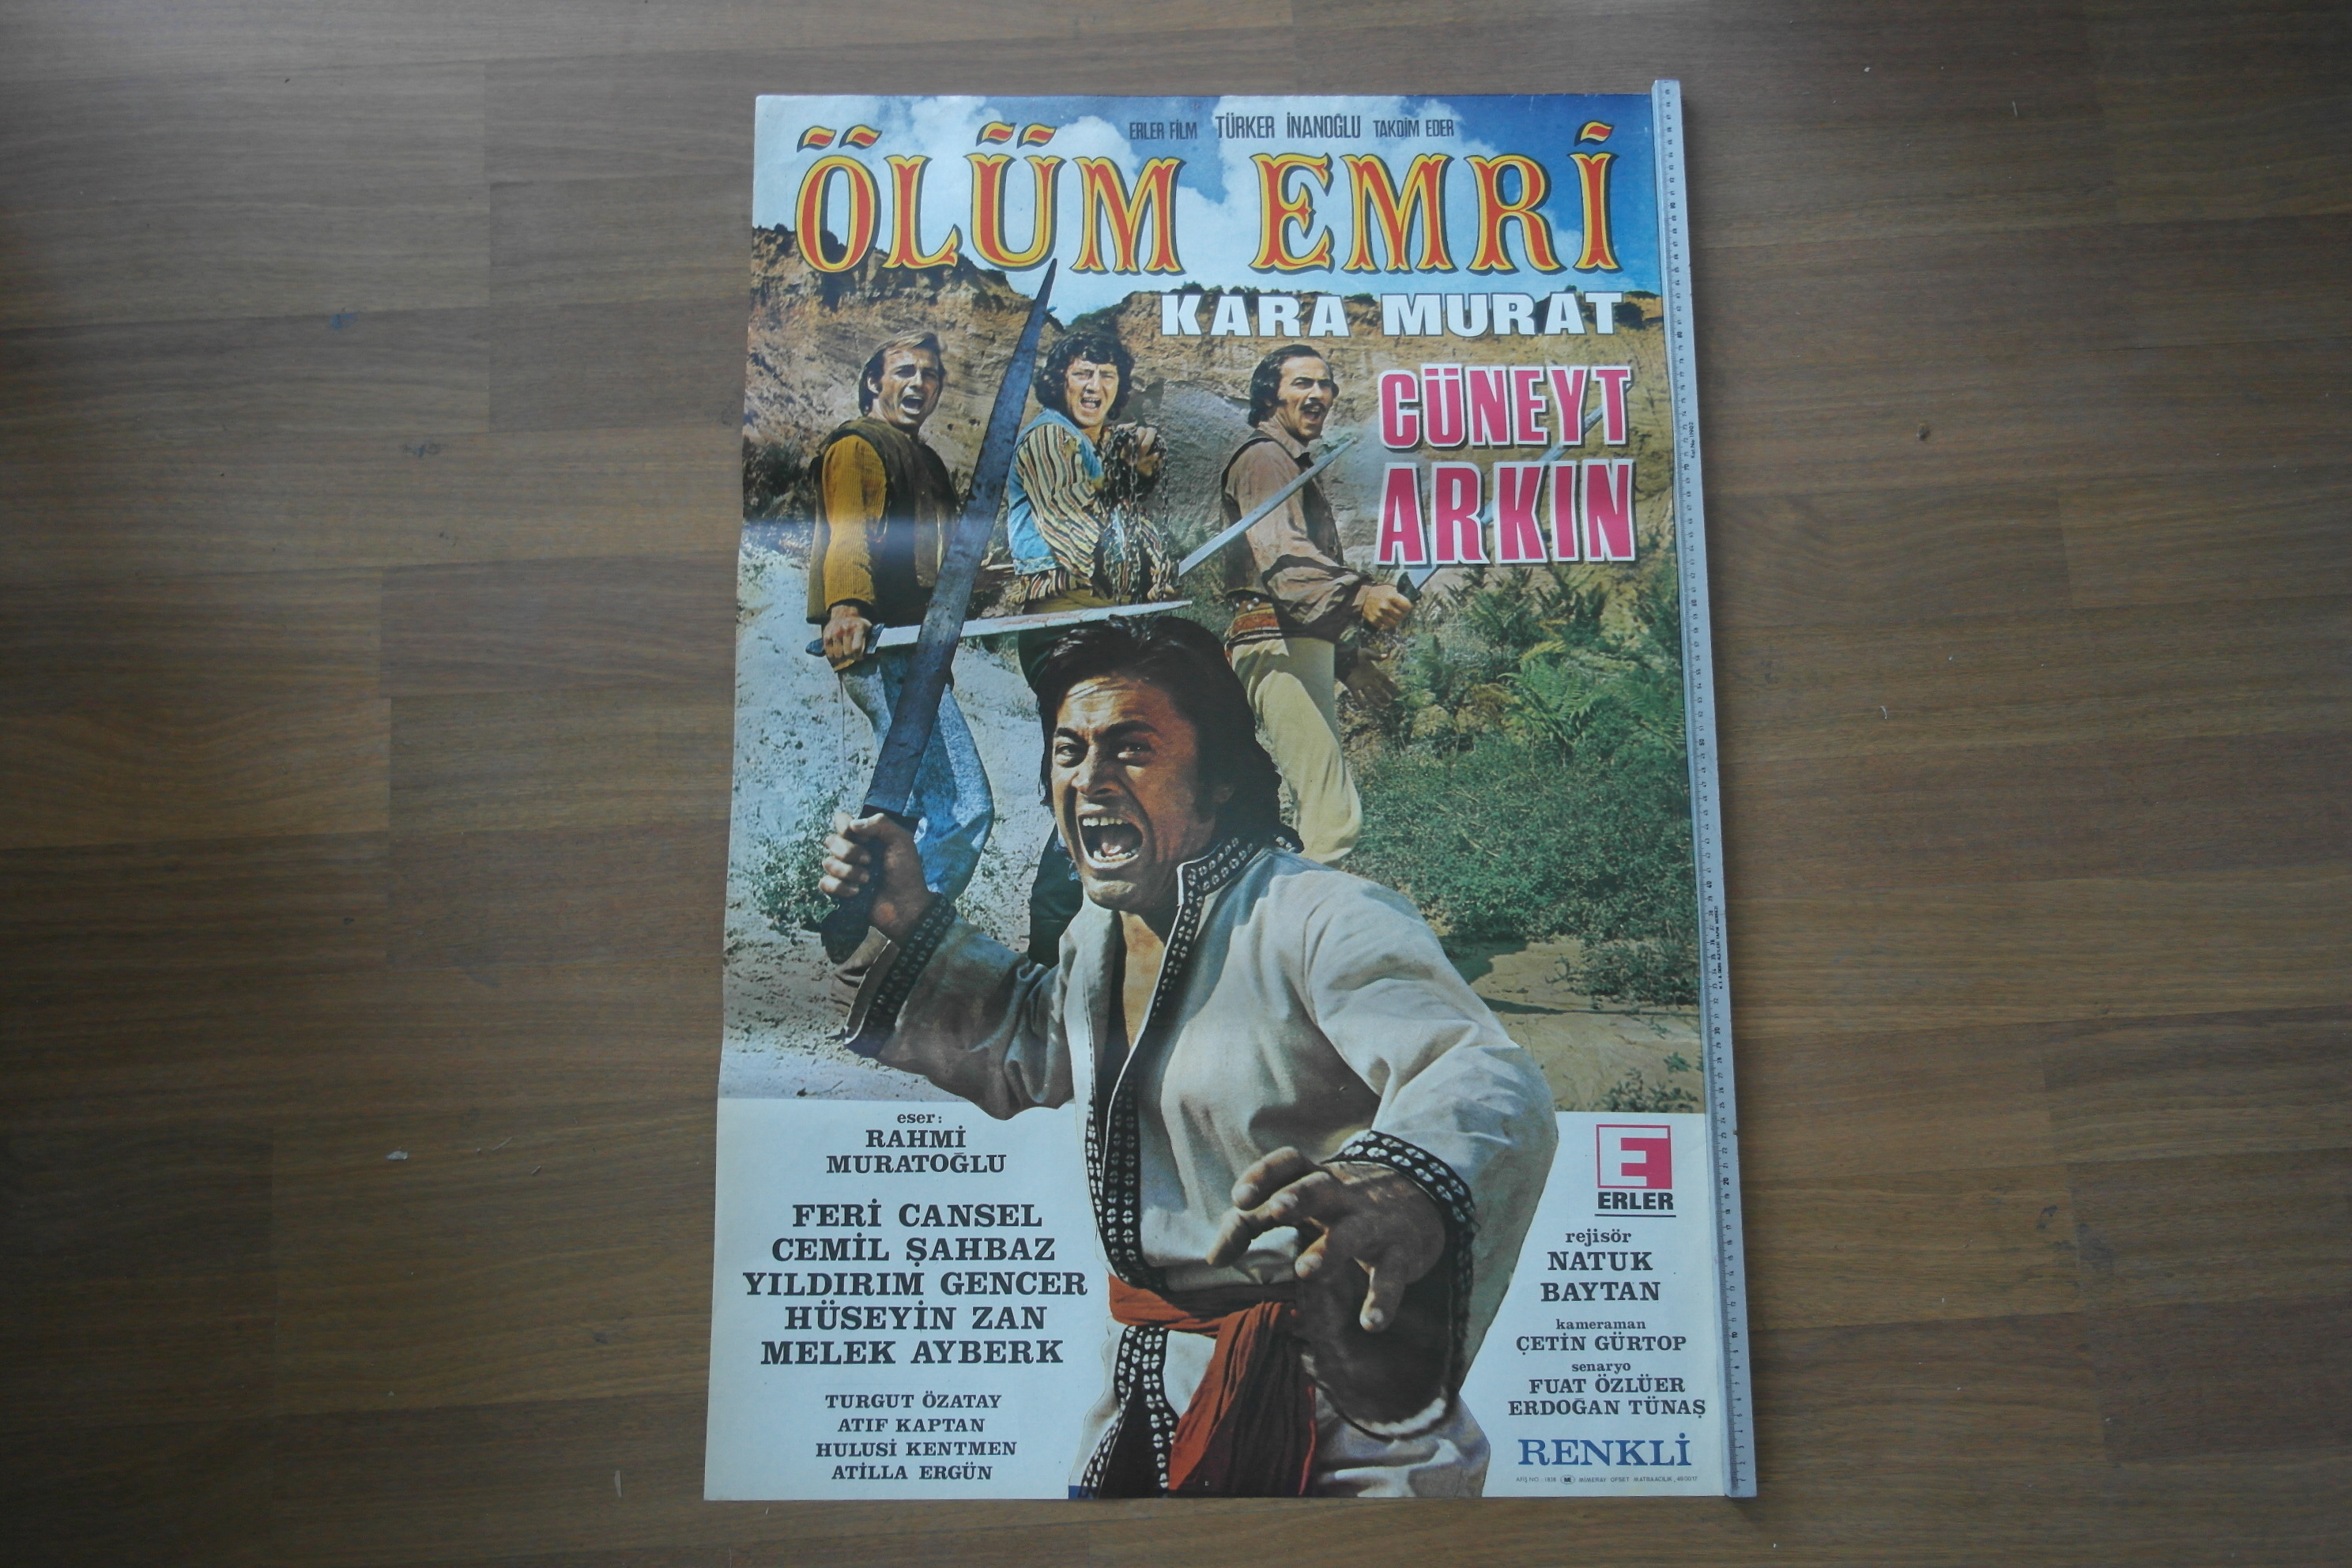 ERLER FİLM TÜRKER İNANOĞLU TAKDİM EDER
ÖLÜM EMRİ
KARA MURAT
CÜNEYT
ARKIN
eser:
RAHMİ
MURATOĞLU
FERİ CANSEL
CEMİL ŞAHBAZ
YILDIRIM GENCER
HÜSEYİN ZAN
MELEK AYBERK
TURGUT ÖZATAY
ATIF KAPTAN
HULUSİ KENTMEN
ATİLLA ERGÜN
E
ERLER
rejisör
NATUK
BAYTAN
kameraman
ÇETİN GÜRTOP
senaryo
FUAT ÖZLÜER
ERDOĞAN TÜNAŞ
RENKLİ